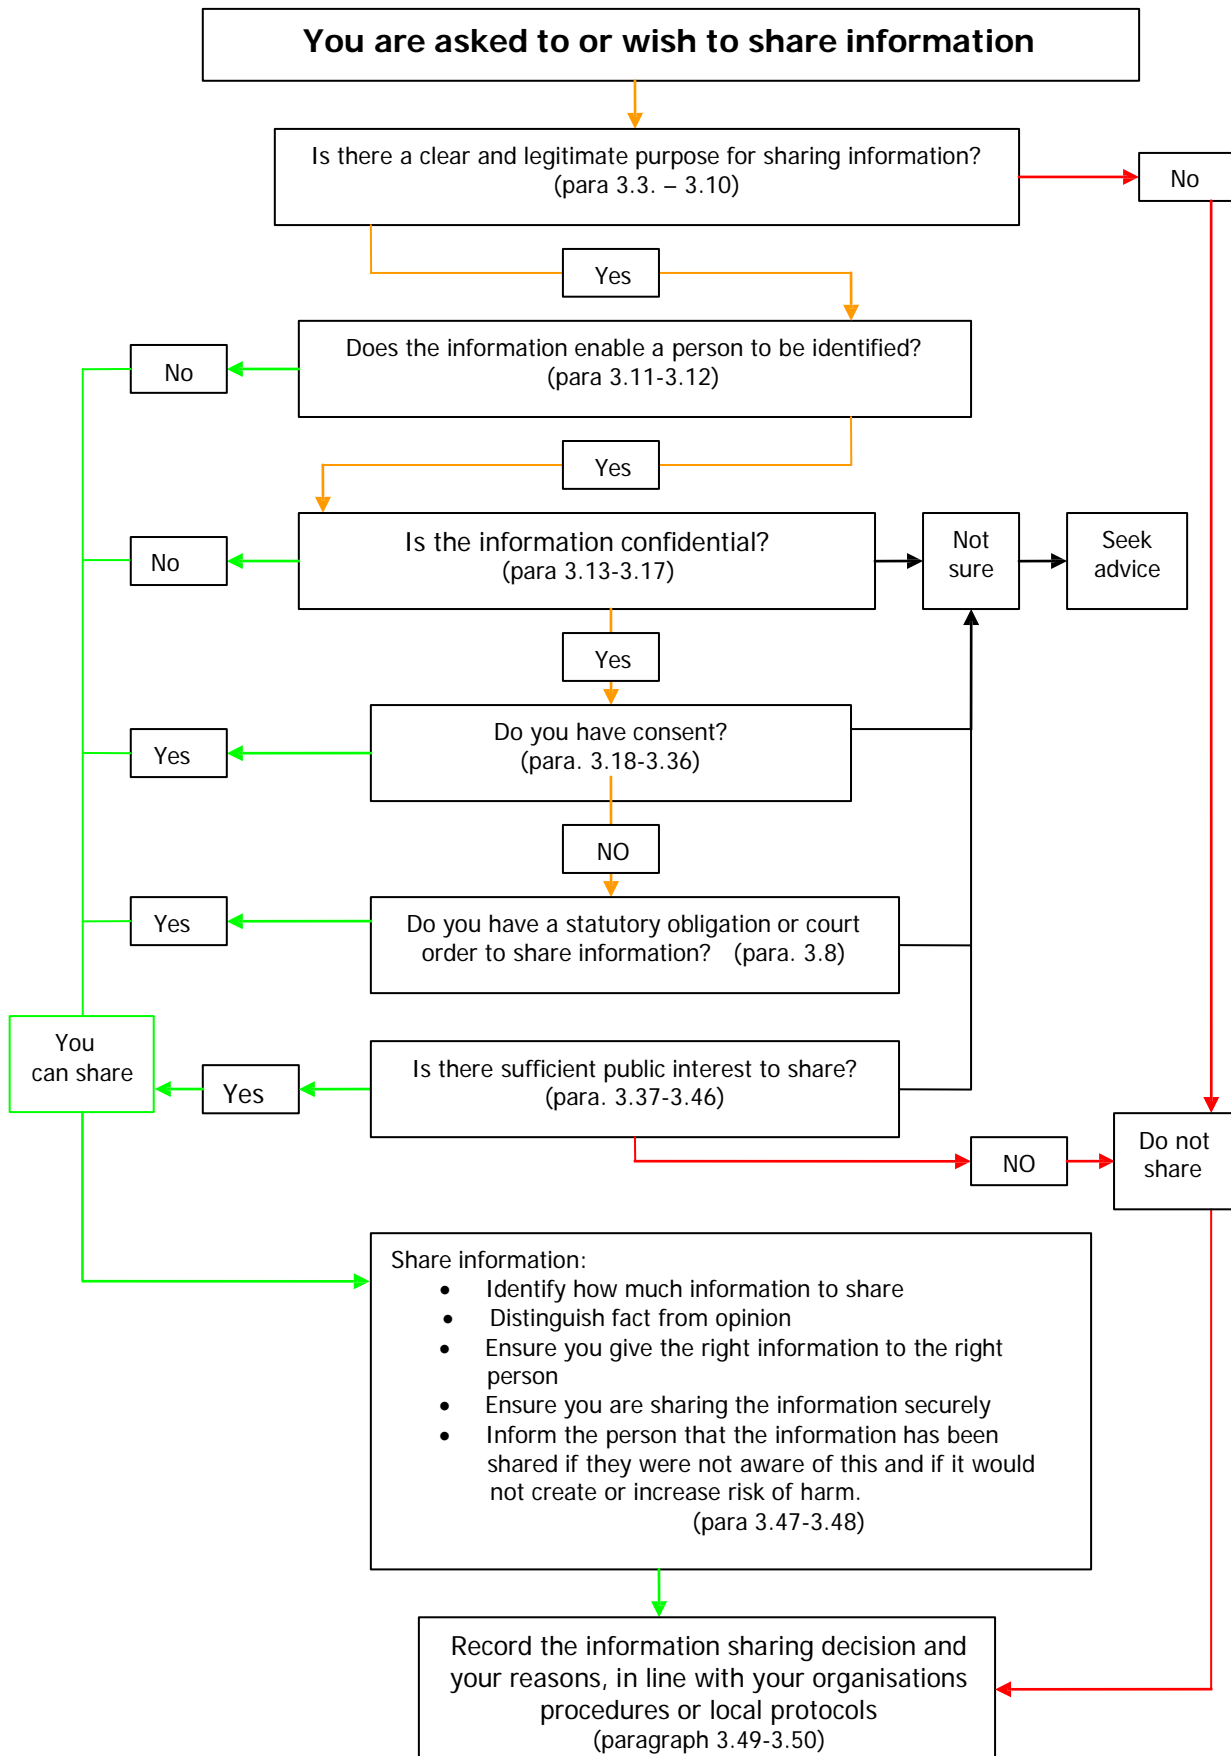 You are asked to or wish to share information
Is there a clear and legitimate purpose for sharing information?
(para 3.3. – 3.10)
No
Yes
Does the information enable a person to be identified?
(para 3.11-3.12)
No
Yes
Is the information confidential?
(para 3.13-3.17)
No
Not
sure
Seek
advice
Yes
Do you have consent?
(para. 3.18-3.36)
Yes
NO
Do you have a statutory obligation or court
order to share information? (para. 3.8)
Yes
You
can share
Yes
Is there sufficient public interest to share?
(para. 3.37-3.46)
NO
Do not
share
Share information:
• Identify how much information to share
• Distinguish fact from opinion
• Ensure you give the right information to the right
person
• Ensure you are sharing the information securely
• Inform the person that the information has been
shared if they were not aware of this and if it would
not create or increase risk of harm.
(para 3.47-3.48)
Record the information sharing decision and
your reasons, in line with your organisations
procedures or local protocols
(paragraph 3.49-3.50)